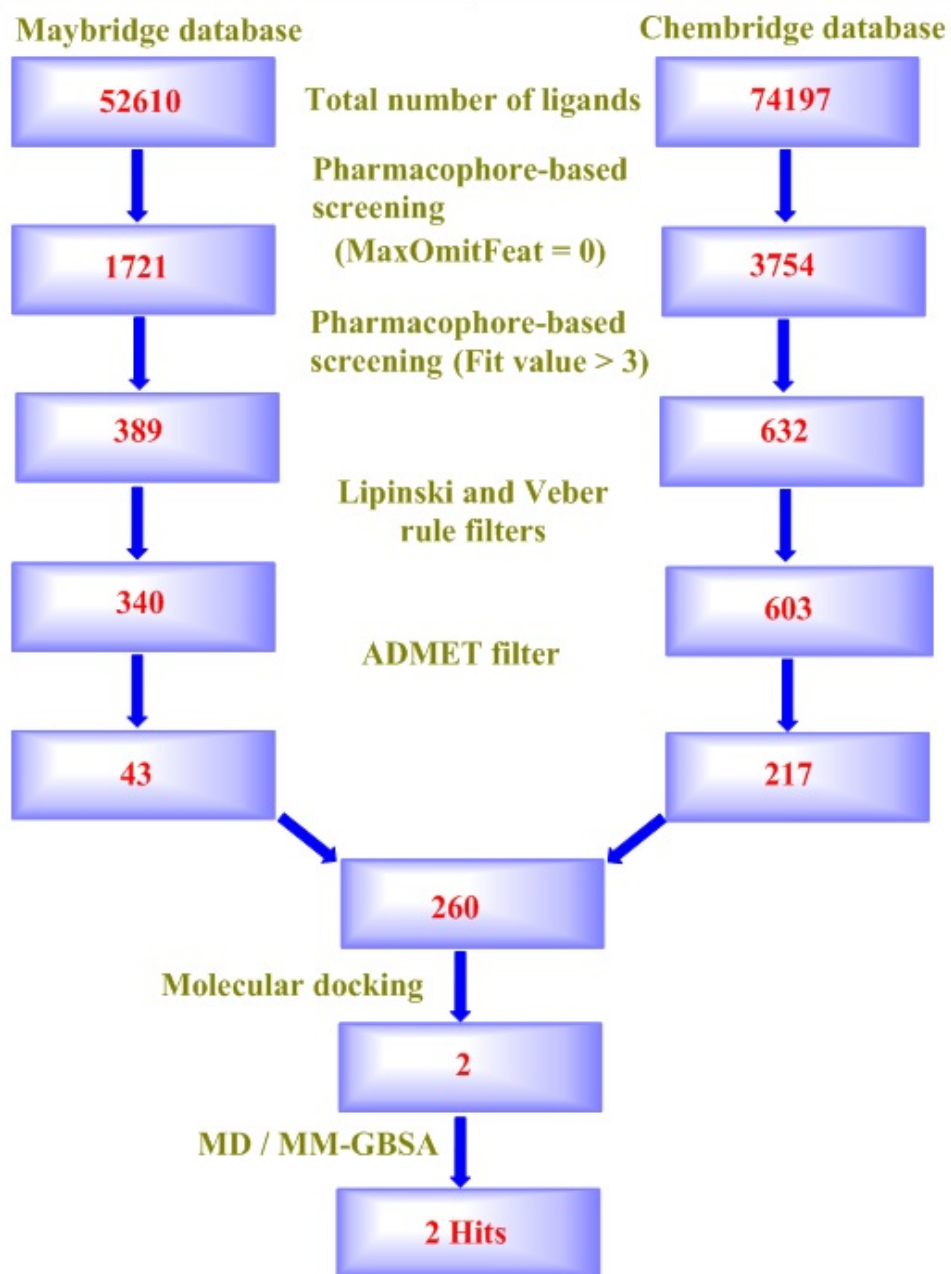 Maybridge database
Chembridge database
52610
Total number of ligands
74197
Pharmacophore-based
screening
(MaxOmitFeat = 0)
1721
3754
Pharmacophore-based
screening (Fit value > 3)
389
632
Lipinski and Veber
rule filters
340
603
ADMET filter
43
217
260
Molecular docking
2
MD / MM-GBSA
2 Hits